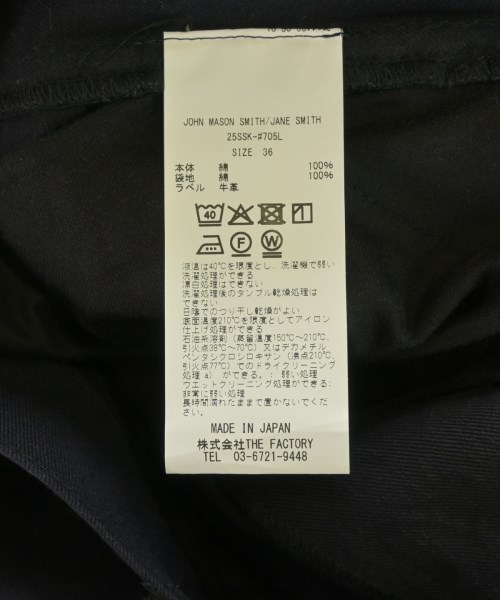 JOHN MASON SMITH/JANE SMITH
25SSK-#705L
SIZE 36
本体 綿 100%
袋地 綿 100%
ラベル 牛革
40
F W
液温は40℃を限度とし、洗濯機で弱い
洗濯処理ができる
漂白処理はできない
洗濯処理後のタンブル乾燥処理は
できない
日陰でのつり干し乾燥がよい
底面温度210℃を限度としてアイロン
仕上げ処理ができる
石油系溶剤(蒸留温度150℃~210℃、
引火点38℃~70℃)又はデカメチル
ペンタシクロシロキサン(沸点210℃、
引火点77℃)でのドライクリーニング
処理 a) ができる。: 弱い処理
ウエットクリーニング処理ができる:
非常に弱い処理
長時間濡れたままで置かないでくだ
さい。
MADE IN JAPAN
株式会社THE FACTORY
TEL 03-6721-9448